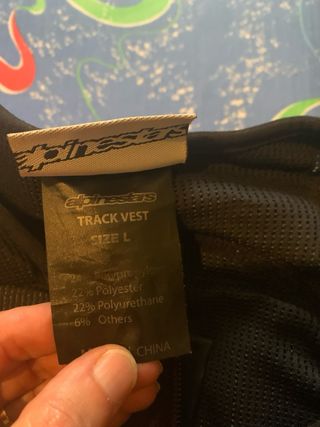 alpinestars
alpinestars
TRACK VEST
SIZE L
22% Polyester
22% Polyurethane
6% Others
CHINA